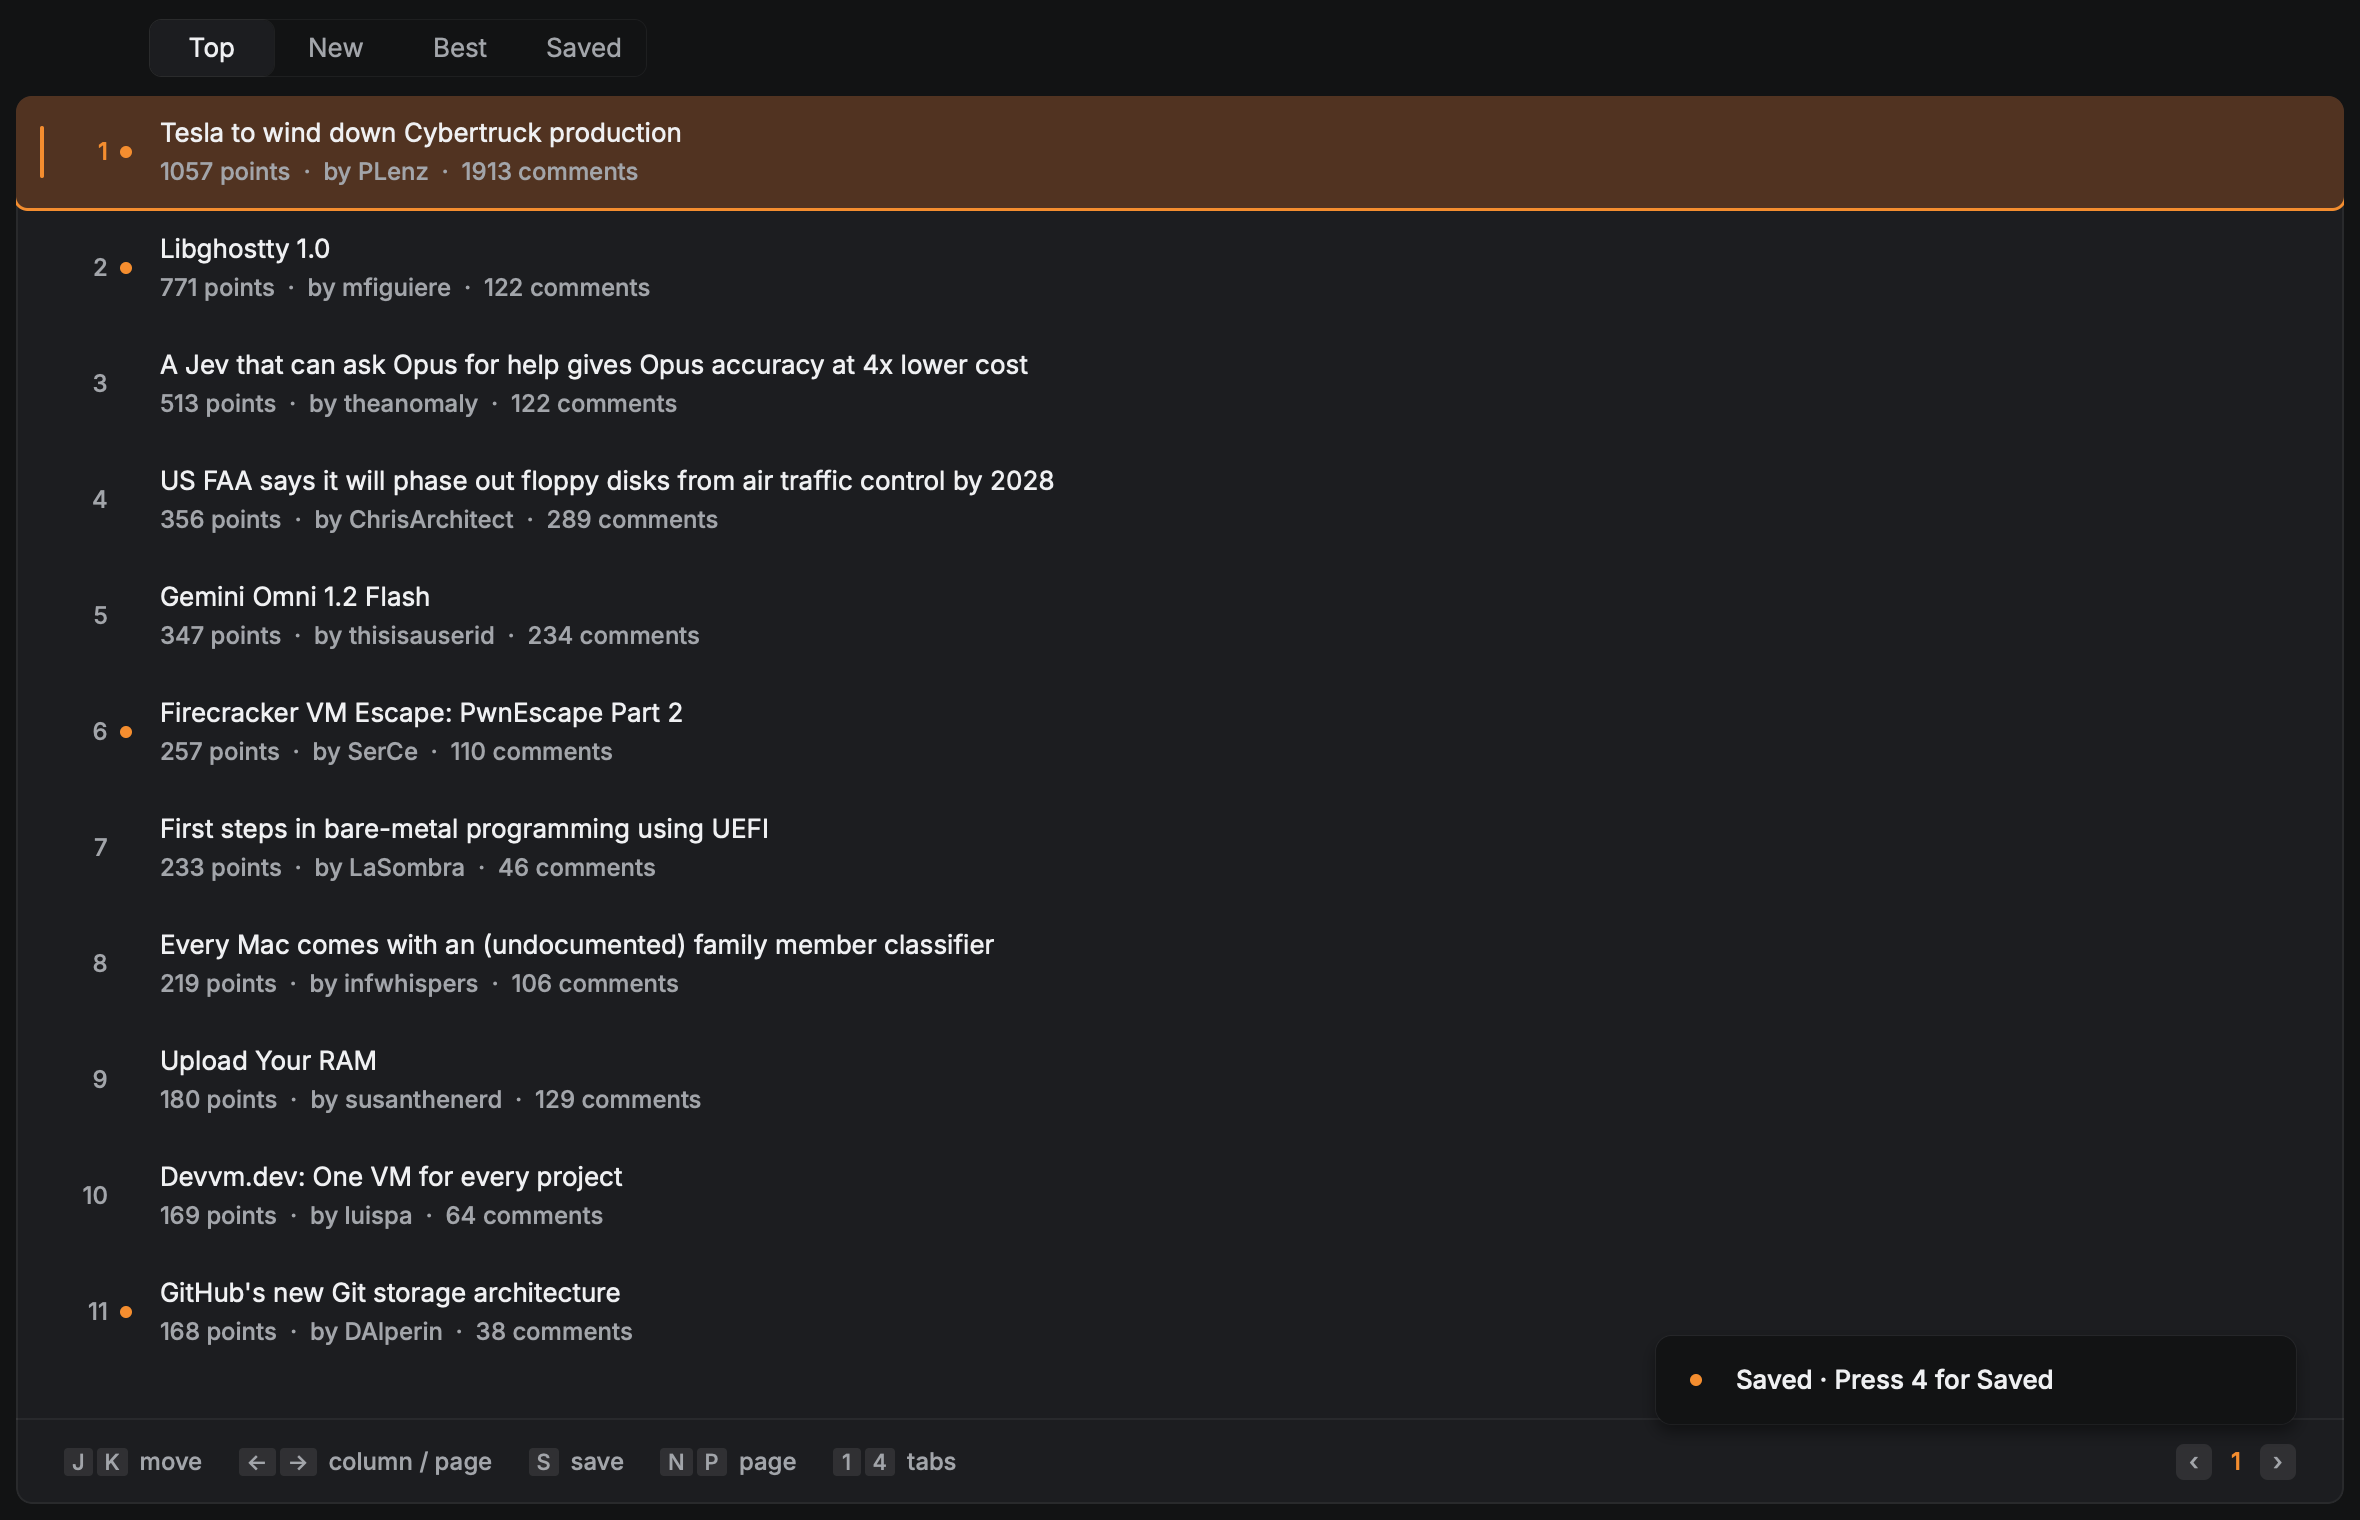 Top New Best Saved
1 Tesla to wind down Cybertruck production
1057 points · by PLenz · 1913 comments
2 Libghostty 1.0
771 points · by mfiguiere · 122 comments
3 A Jev that can ask Opus for help gives Opus accuracy at 4x lower cost
513 points · by theanomaly · 122 comments
4 US FAA says it will phase out floppy disks from air traffic control by 2028
356 points · by ChrisArchitect · 289 comments
5 Gemini Omni 1.2 Flash
347 points · by thisisauserid · 234 comments
6 Firecracker VM Escape: PwnEscape Part 2
257 points · by SerCe · 110 comments
7 First steps in bare-metal programming using UEFI
233 points · by LaSombra · 46 comments
8 Every Mac comes with an (undocumented) family member classifier
219 points · by infwhispers · 106 comments
9 Upload Your RAM
180 points · by susanthenerd · 129 comments
10 Devvm.dev: One VM for every project
169 points · by luispa · 64 comments
11 GitHub's new Git storage architecture
168 points · by DAlperin · 38 comments
Saved · Press 4 for Saved
J K move ← → column / page S save N P page 1 4 tabs ‹ 1 ›